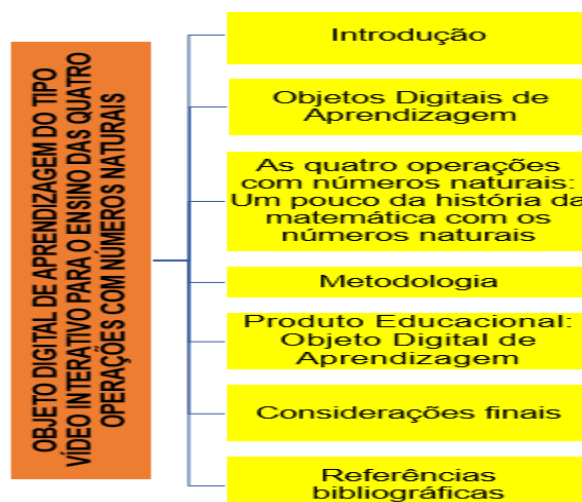 OBJETO DIGITAL DE APRENDIZAGEM DO TIPO
VÍDEO INTERATIVO PARA O ENSINO DAS QUATRO
OPERAÇÕES COM NÚMEROS NATURAIS
Introdução
Objetos Digitais de
Aprendizagem
As quatro operações
com números naturais:
Um pouco da história da
matemática com os
números naturais
Metodologia
Produto Educacional:
Objeto Digital de
Aprendizagem
Considerações finais
Referências
bibliográficas